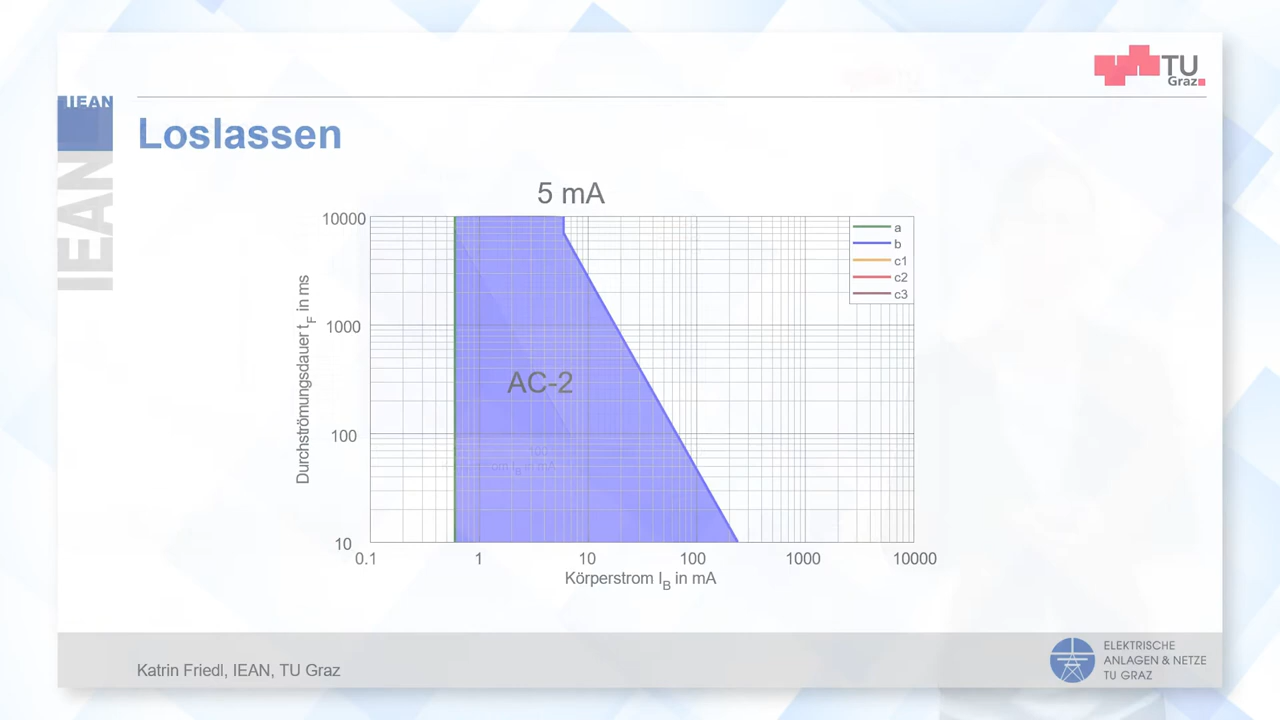 TU
Graz
IEAN
IEAN
Loslassen
5 mA
10000
1000
100
10
Durchströmungsdauer tF in ms
a
b
c1
c2
c3
AC-2
0.1
1
10
100
1000
10000
Körperstrom IB in mA
Katrin Friedl, IEAN, TU Graz
ELEKTRISCHE
ANLAGEN & NETZE
TU GRAZ